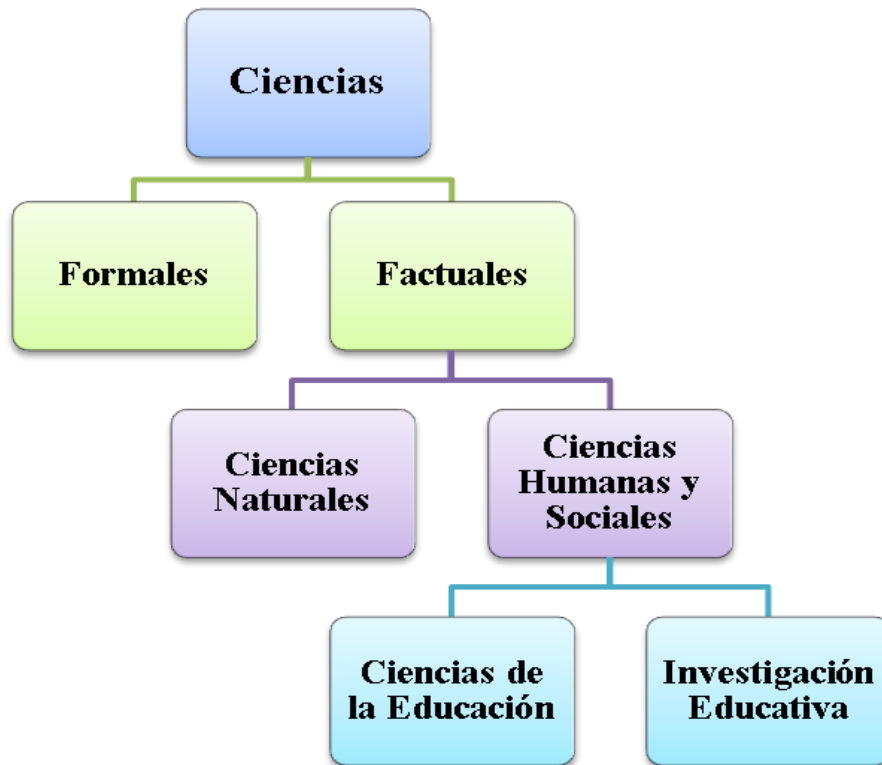 Ciencias
Formales
Factuales
Ciencias
Naturales
Ciencias
Humanas y
Sociales
Ciencias de
la Educación
Investigación
Educativa